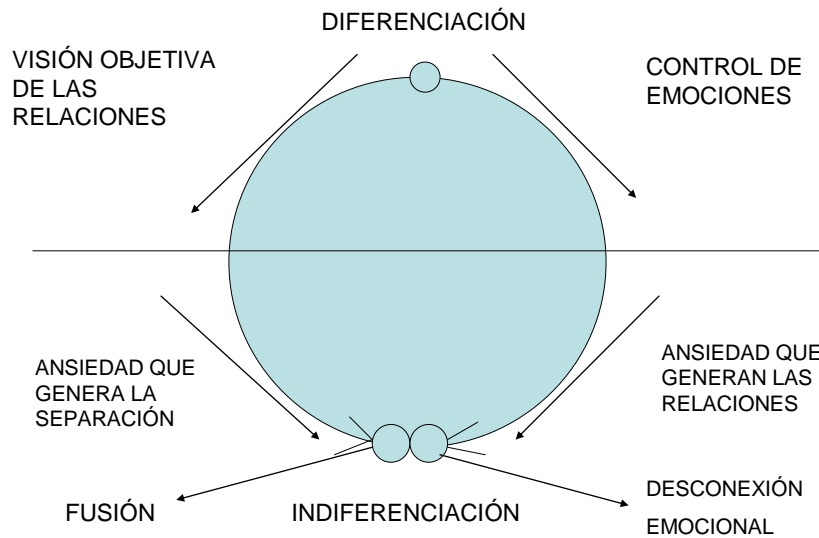 DIFERENCIACIÓN
VISIÓN OBJETIVA
DE LAS
RELACIONES
CONTROL DE
EMOCIONES
ANSIEDAD QUE
GENERA LA
SEPARACIÓN
ANSIEDAD QUE
GENERAN LAS
RELACIONES
FUSIÓN
INDIFERENCIACIÓN
DESCONEXIÓN
EMOCIONAL